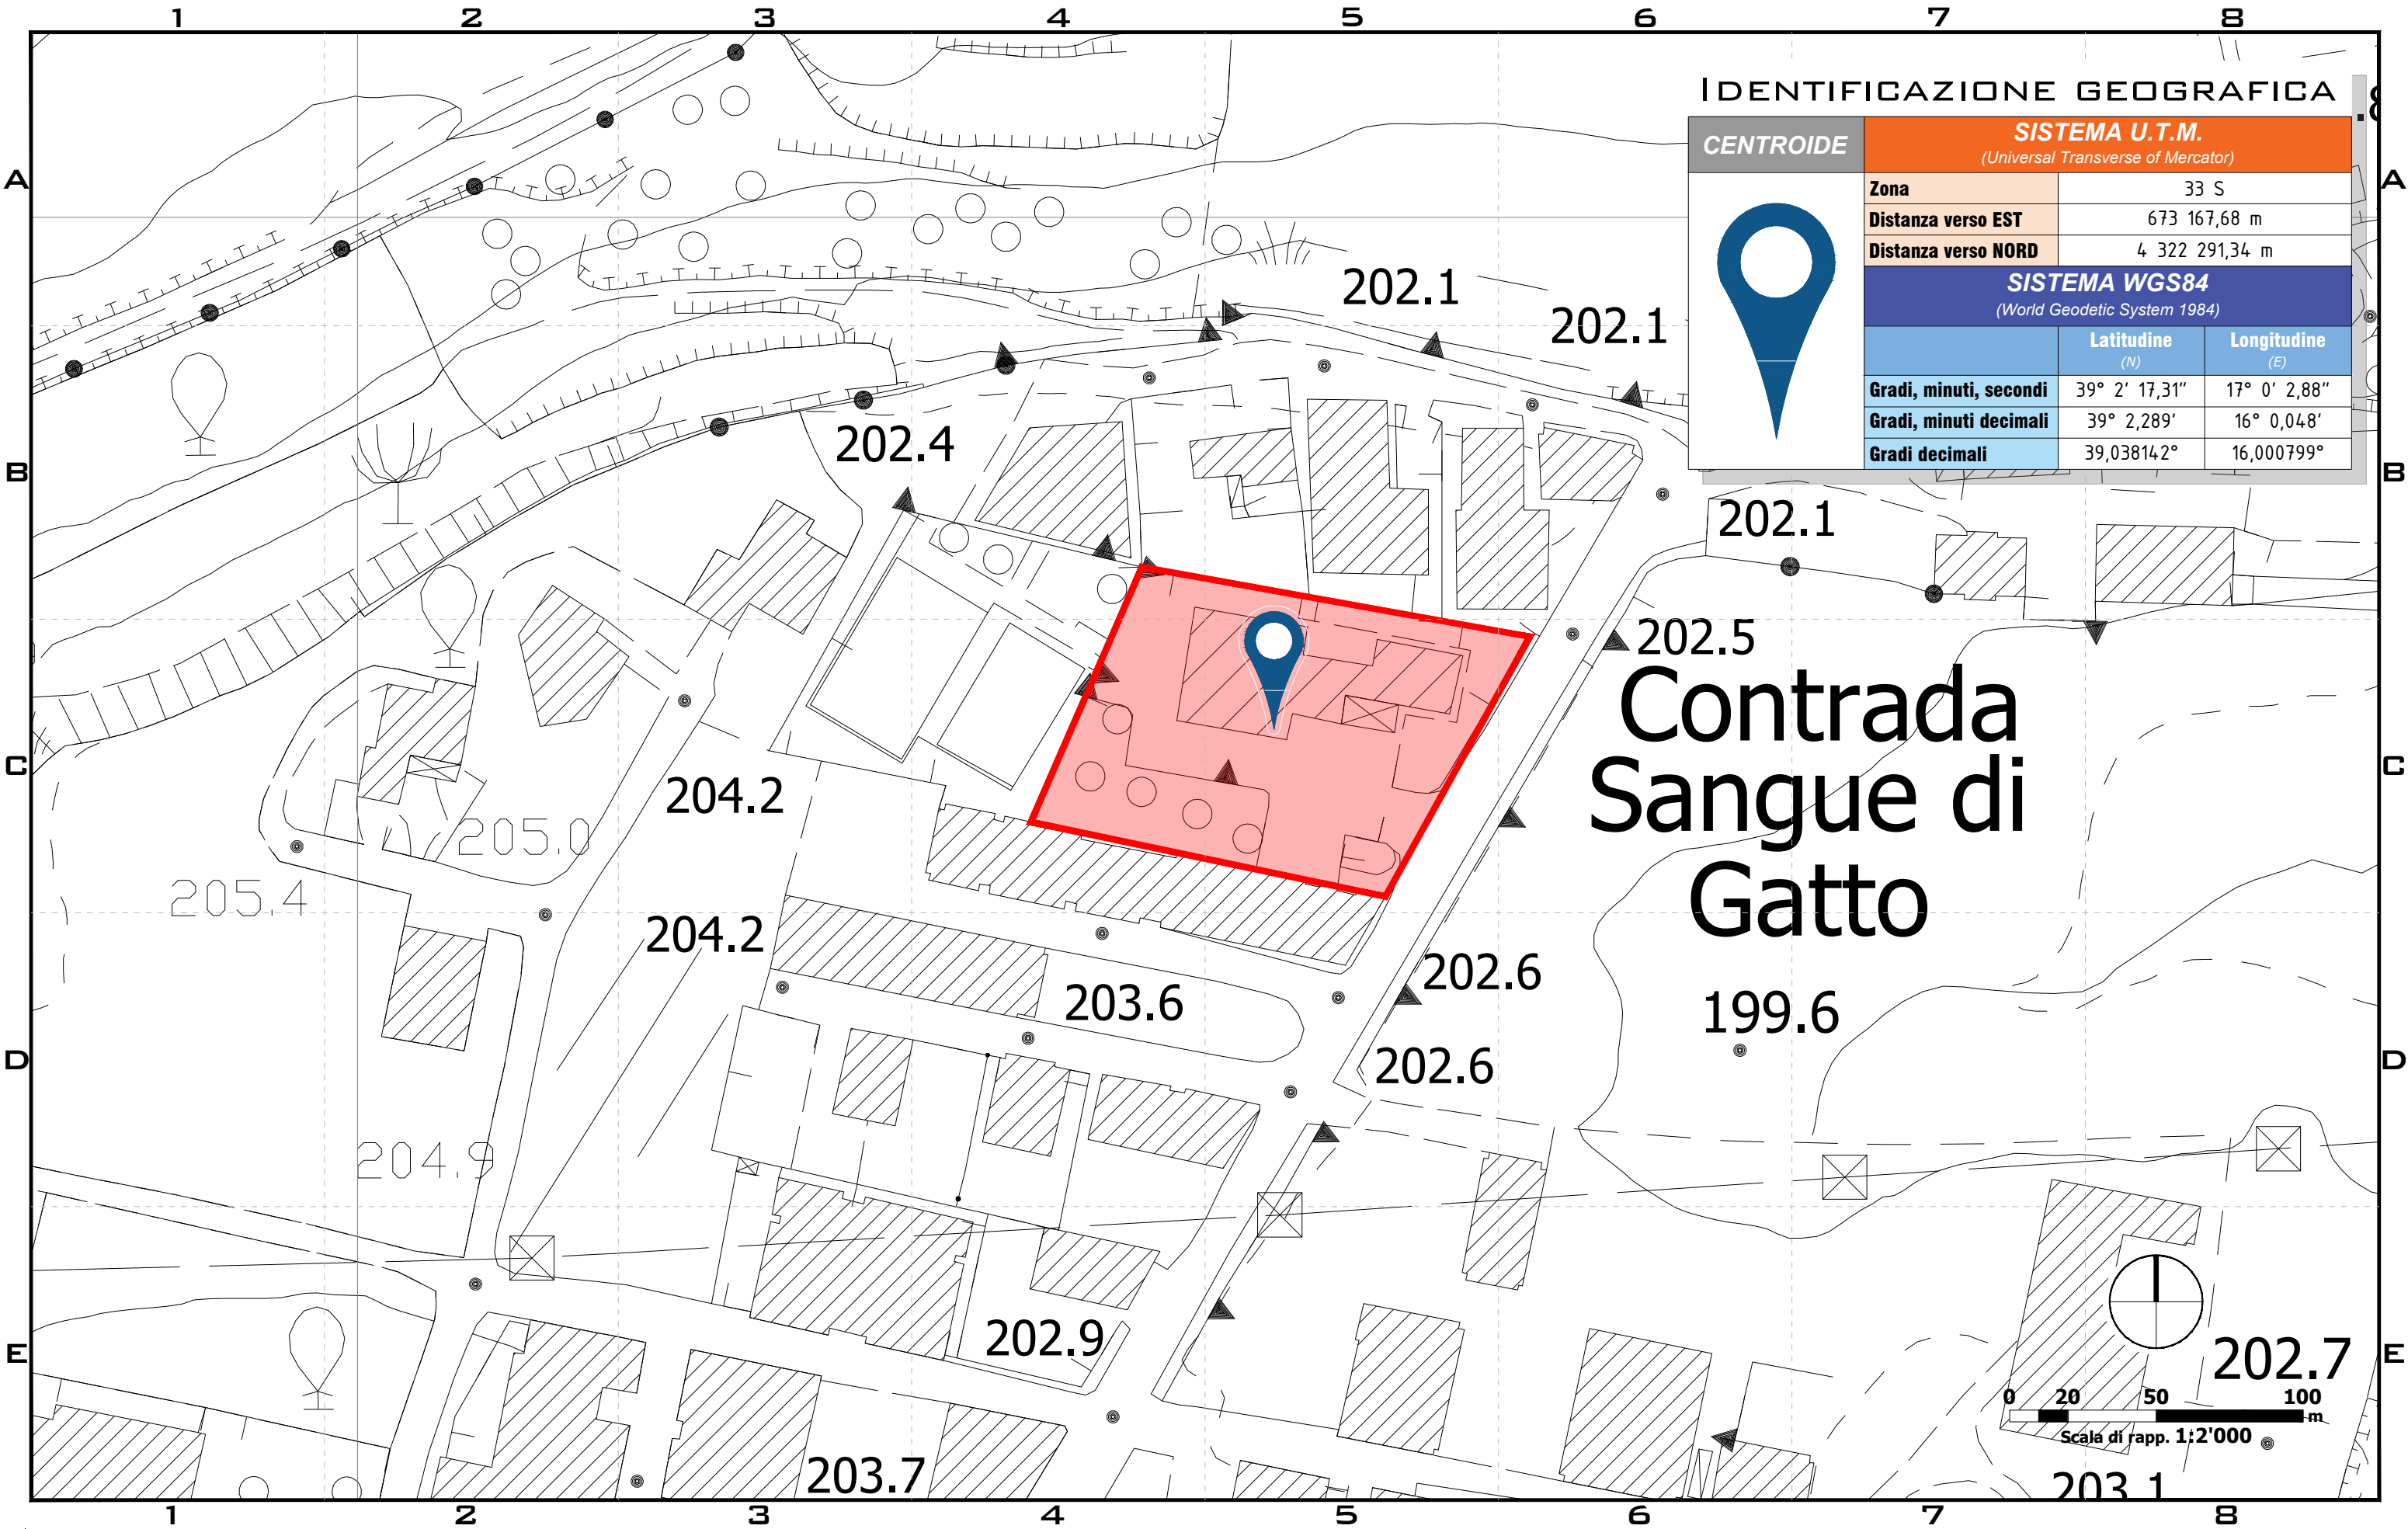 1 2 3 4 5 6 7 8
IDENTIFICAZIONE GEOGRAFICA
CENTROIDE
SISTEMA U.T.M.
(Universal Transverse of Mercator)
A A
Zona 33 S
Distanza verso EST 673 167,68 m
Distanza verso NORD 4 322 291,34 m
SISTEMA WGS84
(World Geodetic System 1984)
Latitudine Longitudine
(N) (E)
Gradi, minuti, secondi 39° 2' 17,31" 17° 0' 2,88"
Gradi, minuti decimali 39° 2,289' 16° 0,048'
Gradi decimali 39,038142° 16,000799°
202.1
202.1
202.4
B B
202.1
202.5
Contrada
Sangue di
Gatto
C C
204.2
205.0
205.4
204.2
202.6
203.6
199.6
202.6
D D
204.9
202.9
E E
202.7
0 20 50 100
m
Scala di rapp. 1:2'000
203.7
203.1
1 2 3 4 5 6 7 8